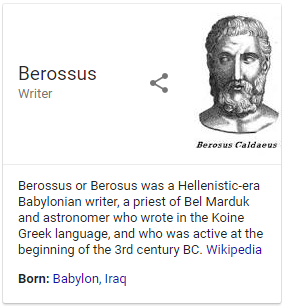 Berossus
Writer
Berosus Caldaeus
Berossus or Berosus was a Hellenistic-era
Babylonian writer, a priest of Bel Marduk
and astronomer who wrote in the Koine
Greek language, and who was active at the
beginning of the 3rd century BC. Wikipedia
Born: Babylon, Iraq